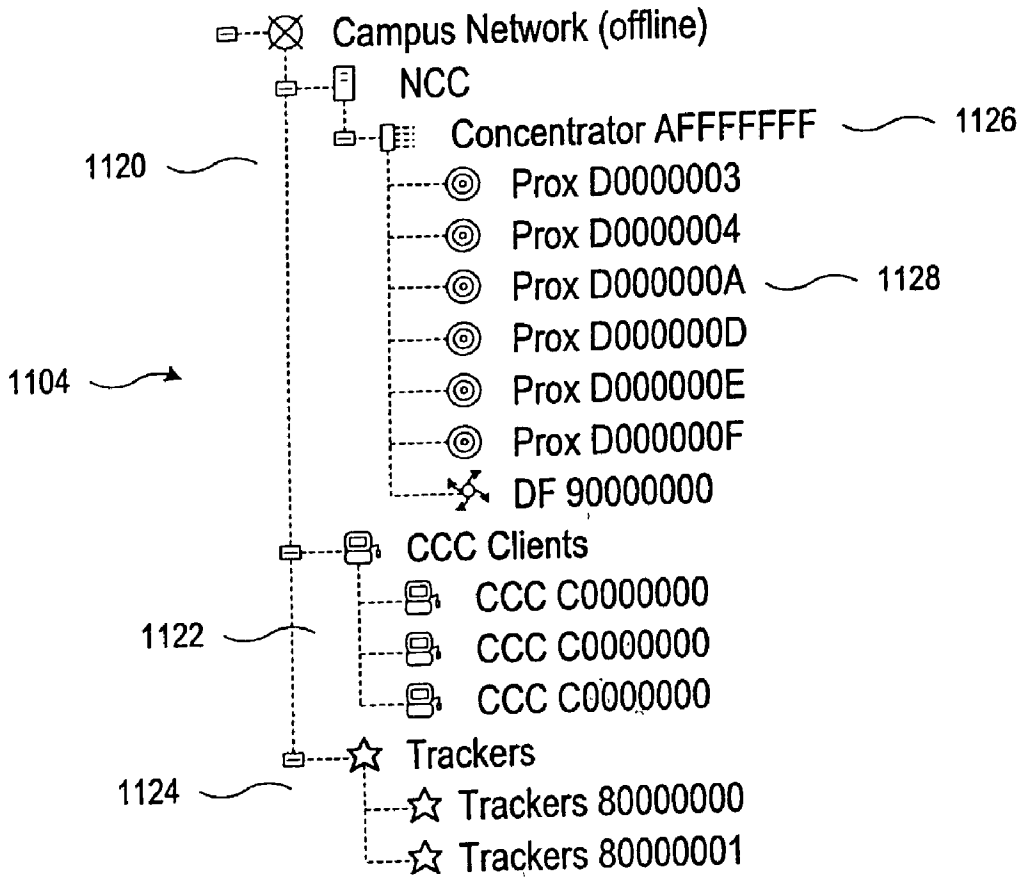 Campus Network (offline)
NCC
Concentrator AFFFFFFF 1126
1120
Prox D0000003
Prox D0000004
Prox D000000A 1128
Prox D000000D
1104
Prox D000000E
Prox D000000F
DF 90000000
CCC Clients
CCC C0000000
1122
CCC C0000000
CCC C0000000
Trackers
1124
Trackers 80000000
Trackers 80000001